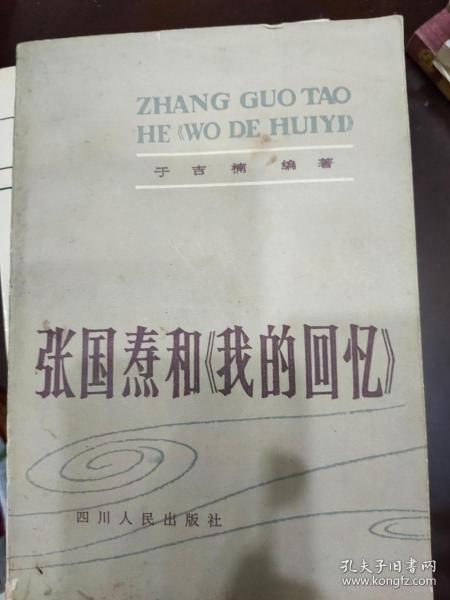 ZHANG GUO TAO
HE《WO DE HUIYI》
于吉楠 编著
张国焘和《我的回忆》
四川人民出版社
孔夫子旧书网
www.kongfz.com